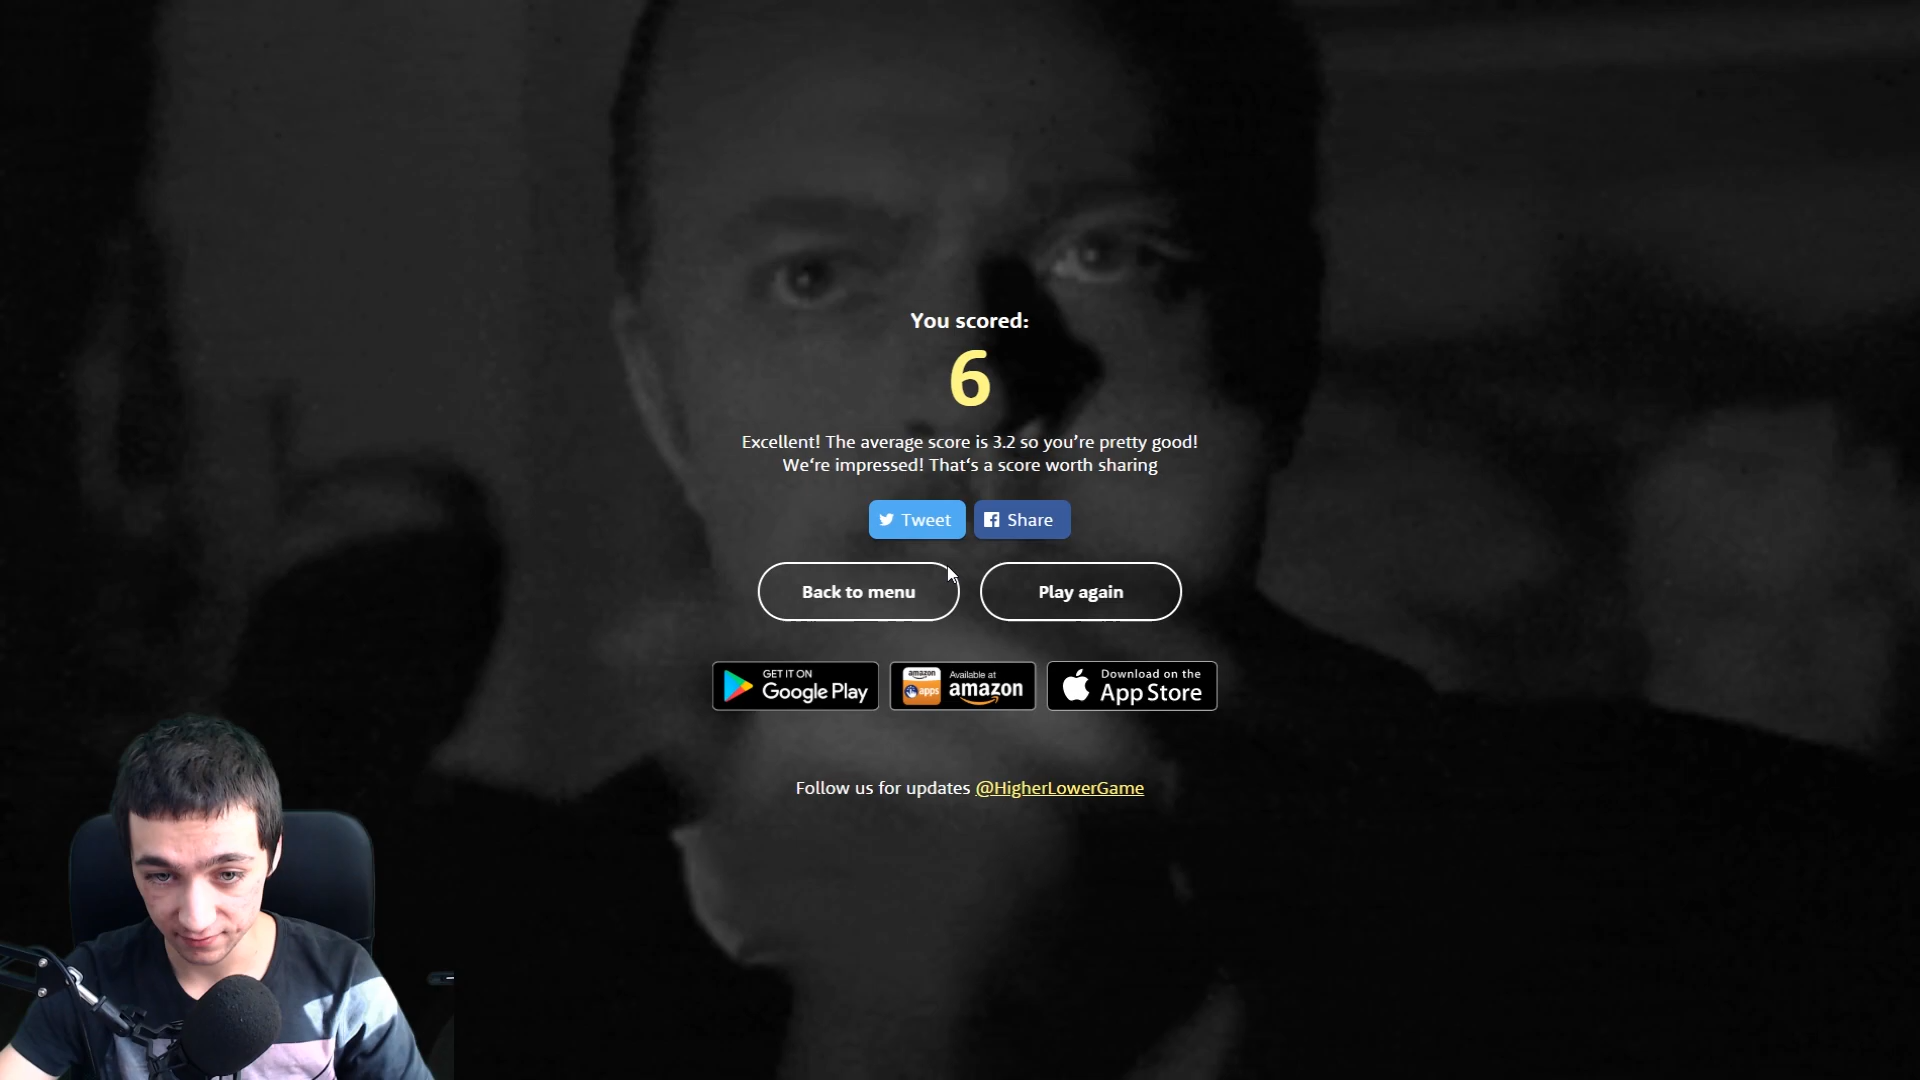 You scored:
6
Excellent! The average score is 3.2 so you’re pretty good!
We‘re impressed! That‘s a score worth sharing
Tweet
Share
Back to menu
Play again
GET IT ON
Google Play
amazon
apps
Available at
amazon
Download on the
App Store
Follow us for updates @HigherLowerGame